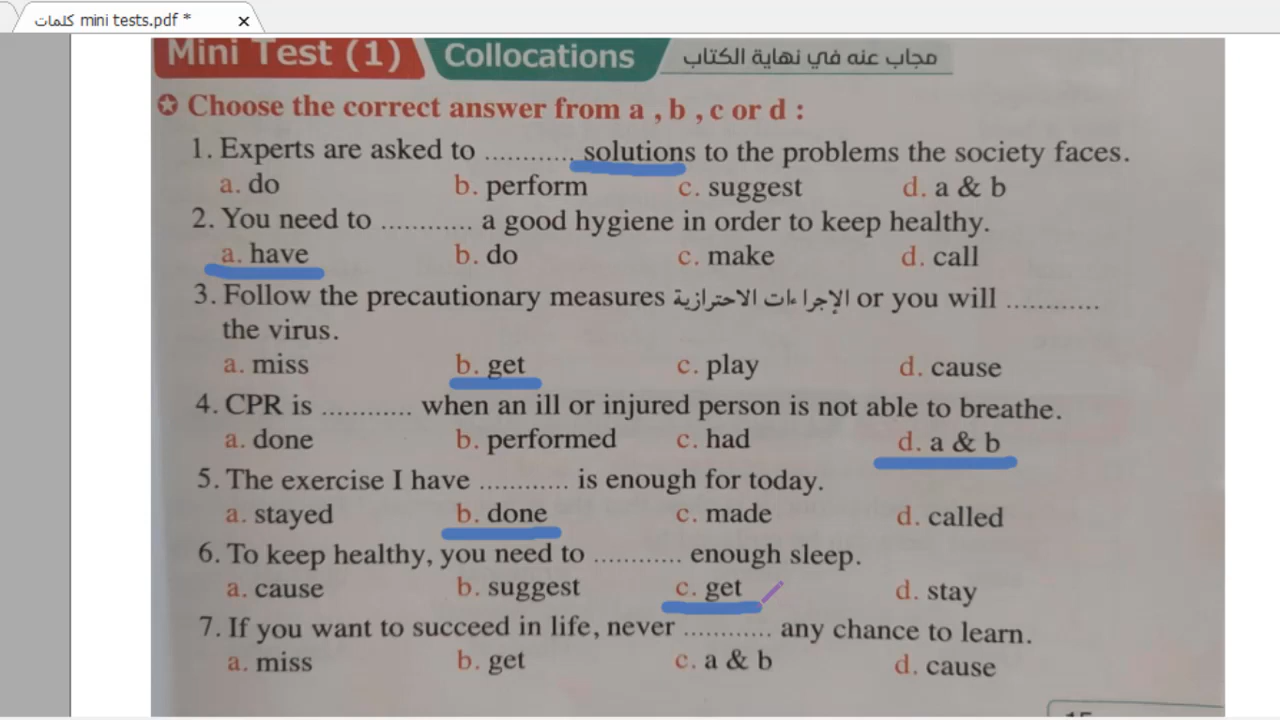 كلمات mini tests.pdf *
Mini Test (1) Collocations مجاب عنه في نهاية الكتاب
Choose the correct answer from a , b , c or d :
1. Experts are asked to ............ solutions to the problems the society faces.
a. do b. perform c. suggest d. a & b
2. You need to ............ a good hygiene in order to keep healthy.
a. have b. do c. make d. call
3. Follow the precautionary measures الإجراءات الاحترازية or you will ............
the virus.
a. miss b. get c. play d. cause
4. CPR is ............ when an ill or injured person is not able to breathe.
a. done b. performed c. had d. a & b
5. The exercise I have ............ is enough for today.
a. stayed b. done c. made d. called
6. To keep healthy, you need to ............ enough sleep.
a. cause b. suggest c. get d. stay
7. If you want to succeed in life, never ............ any chance to learn.
a. miss b. get c. a & b d. cause